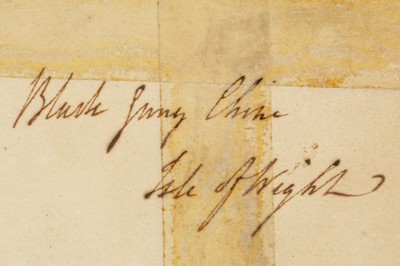 Black gang Chine
Isle of Wight